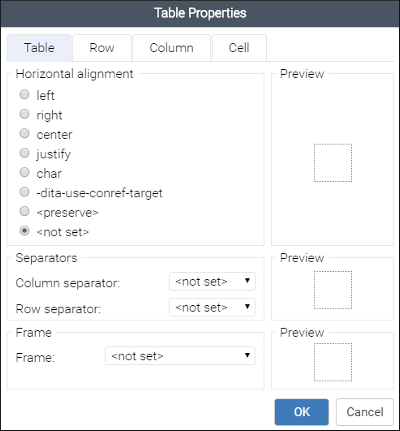 Table Properties
Table Row Column Cell
Horizontal alignment Preview
left
right
center
justify
char
-dita-use-conref-target
<preserve>
<not set>
Separators Preview
Column separator: <not set>
Row separator: <not set>
Frame Preview
Frame: <not set>
OK Cancel